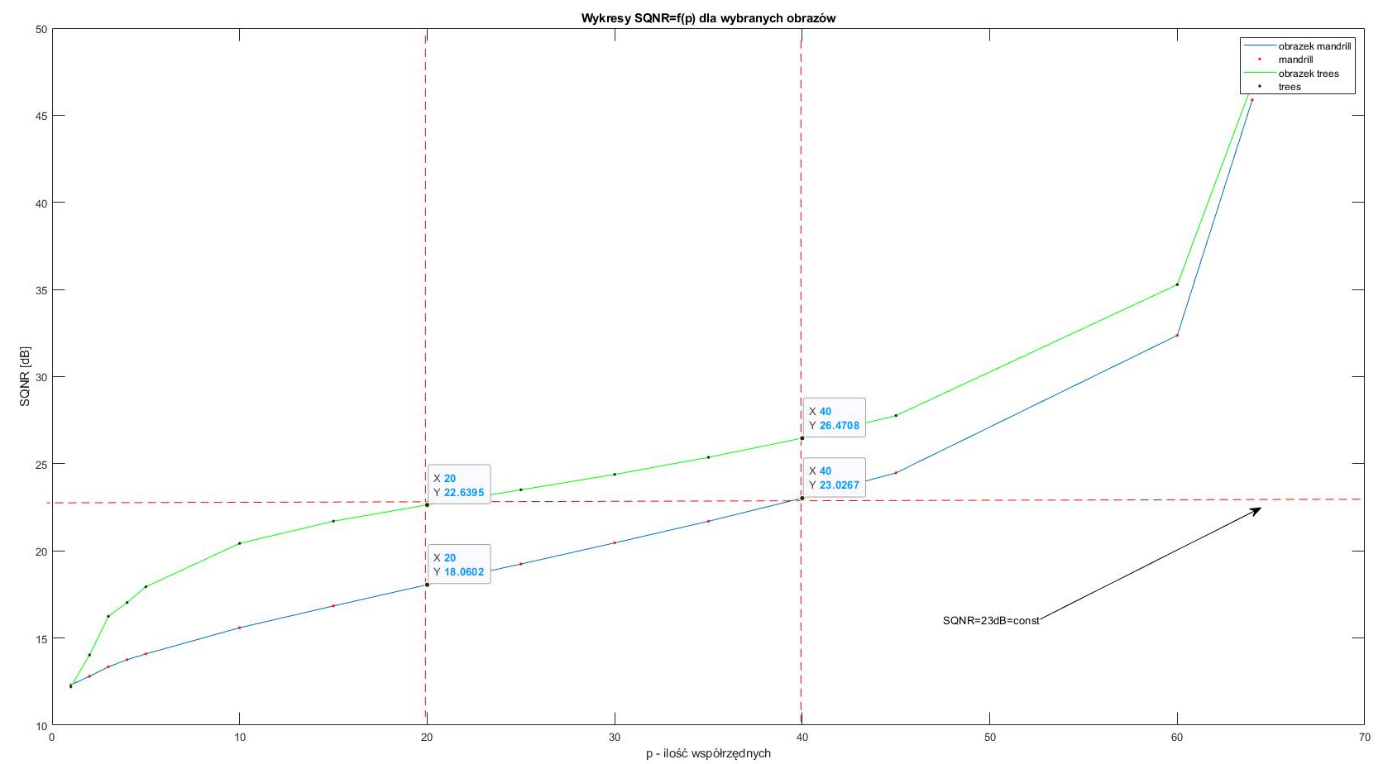 Wykresy SQNR=f(p) dla wybranych obrazów
50
45
40
35
30
25
20
15
10
SQNR [dB]
obrazek mandrill
mandrill
obrazek trees
trees
X 40
Y 26.4708
X 40
Y 23.0267
X 20
Y 22.6395
X 20
Y 18.0602
SQNR=23dB=const
0 10 20 30 40 50 60 70
p - ilość współrzędnych